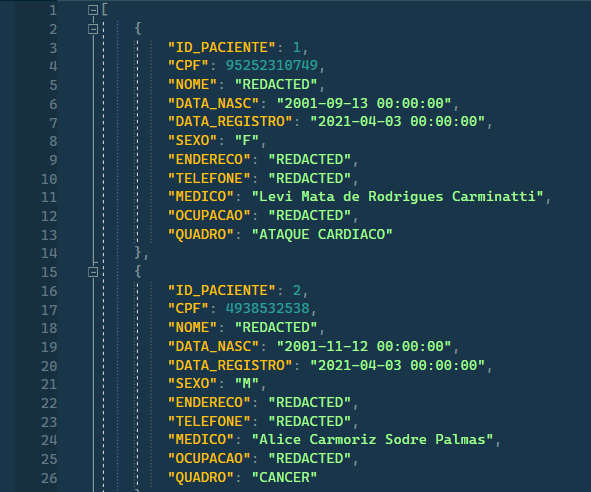 1 [
2 {
3 "ID_PACIENTE": 1,
4 "CPF": 95252310749,
5 "NOME": "REDACTED",
6 "DATA_NASC": "2001-09-13 00:00:00",
7 "DATA_REGISTRO": "2021-04-03 00:00:00",
8 "SEXO": "F",
9 "ENDERECO": "REDACTED",
10 "TELEFONE": "REDACTED",
11 "MEDICO": "Levi Mata de Rodrigues Carminatti",
12 "OCUPACAO": "REDACTED",
13 "QUADRO": "ATAQUE CARDIACO"
14 },
15 {
16 "ID_PACIENTE": 2,
17 "CPF": 4938532538,
18 "NOME": "REDACTED",
19 "DATA_NASC": "2001-11-12 00:00:00",
20 "DATA_REGISTRO": "2021-04-03 00:00:00",
21 "SEXO": "M",
22 "ENDERECO": "REDACTED",
23 "TELEFONE": "REDACTED",
24 "MEDICO": "Alice Carmoriz Sodre Palmas",
25 "OCUPACAO": "REDACTED",
26 "QUADRO": "CANCER"